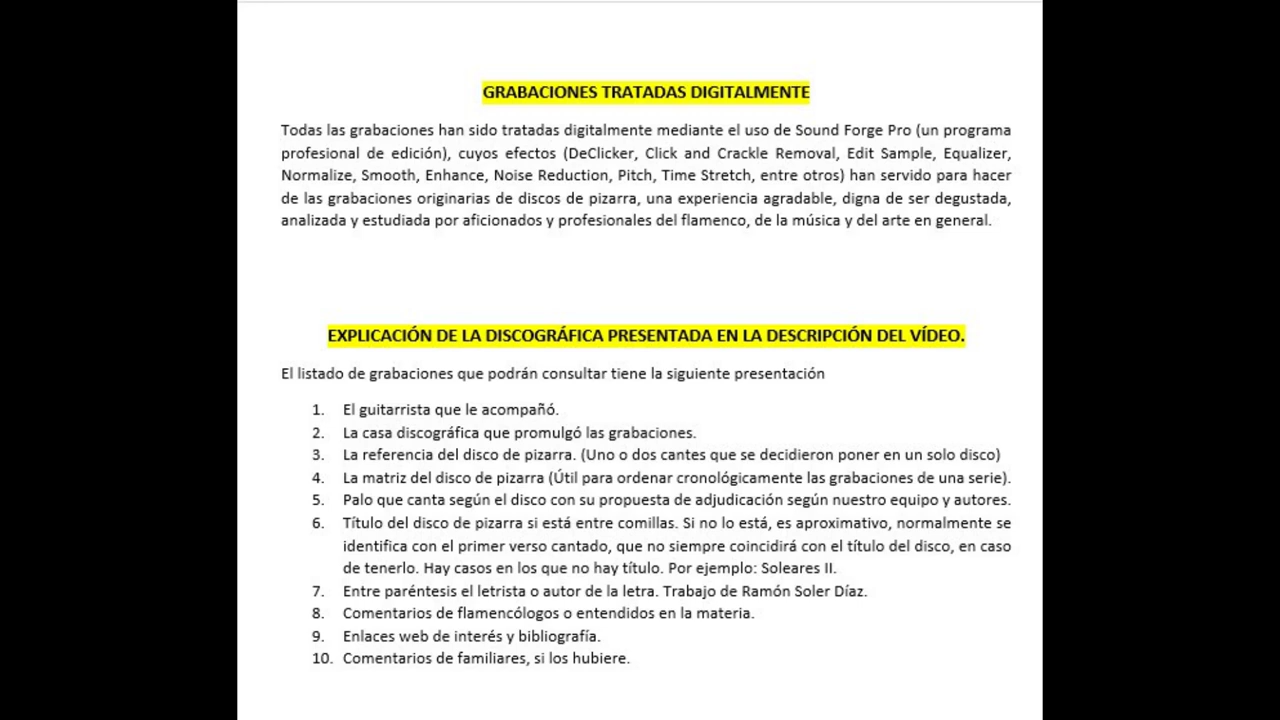 GRABACIONES TRATADAS DIGITALMENTE
Todas las grabaciones han sido tratadas digitalmente mediante el uso de Sound Forge Pro (un programa
profesional de edición), cuyos efectos (DeClicker, Click and Crackle Removal, Edit Sample, Equalizer,
Normalize, Smooth, Enhance, Noise Reduction, Pitch, Time Stretch, entre otros) han servido para hacer
de las grabaciones originarias de discos de pizarra, una experiencia agradable, digna de ser degustada,
analizada y estudiada por aficionados y profesionales del flamenco, de la música y del arte en general.
EXPLICACIÓN DE LA DISCOGRÁFICA PRESENTADA EN LA DESCRIPCIÓN DEL VÍDEO.
El listado de grabaciones que podrán consultar tiene la siguiente presentación
1. El guitarrista que le acompañó.
2. La casa discográfica que promulgó las grabaciones.
3. La referencia del disco de pizarra. (Uno o dos cantes que se decidieron poner en un solo disco)
4. La matriz del disco de pizarra (Útil para ordenar cronológicamente las grabaciones de una serie).
5. Palo que canta según el disco con su propuesta de adjudicación según nuestro equipo y autores.
6. Título del disco de pizarra si está entre comillas. Si no lo está, es aproximativo, normalmente se
identifica con el primer verso cantado, que no siempre coincidirá con el título del disco, en caso
de tenerlo. Hay casos en los que no hay título. Por ejemplo: Soleares II.
7. Entre paréntesis el letrista o autor de la letra. Trabajo de Ramón Soler Díaz.
8. Comentarios de flamencólogos o entendidos en la materia.
9. Enlaces web de interés y bibliografía.
10. Comentarios de familiares, si los hubiere.